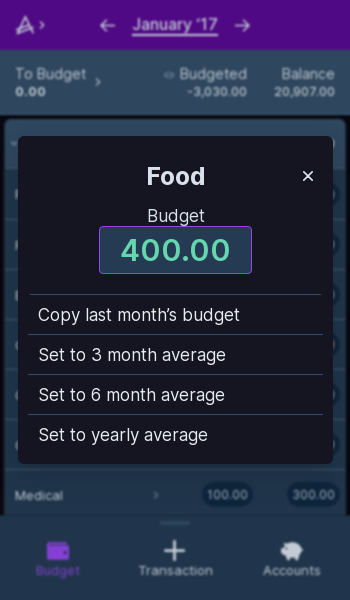 January '17
To Budget
Budgeted
Balance
0.00
-3,030.00
20,907.00
Food
Budget
400.00
Copy last month’s budget
Set to 3 month average
Set to 6 month average
Set to yearly average
Medical
100.00
300.00
Budget
Transaction
Accounts